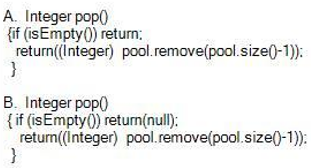 A. Integer pop()
{if (isEmpty()) return;
return((Integer) pool.remove(pool.size()-1));
}
B. Integer pop()
{ if (isEmpty()) return(null);
return((Integer) pool.remove(pool.size()-1));
}